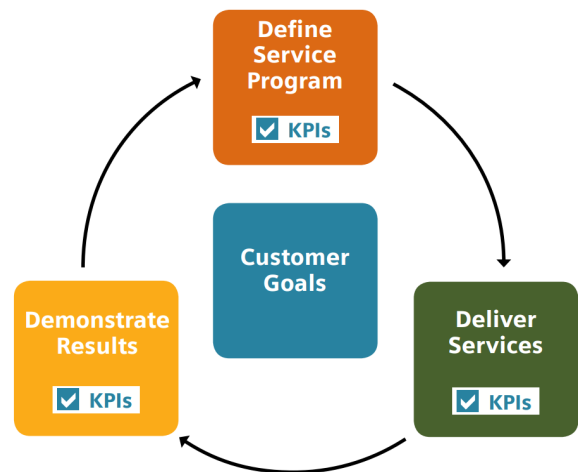 Define
Service
Program
KPIs
Customer
Goals
Demonstrate
Results
KPIs
Deliver
Services
KPIs